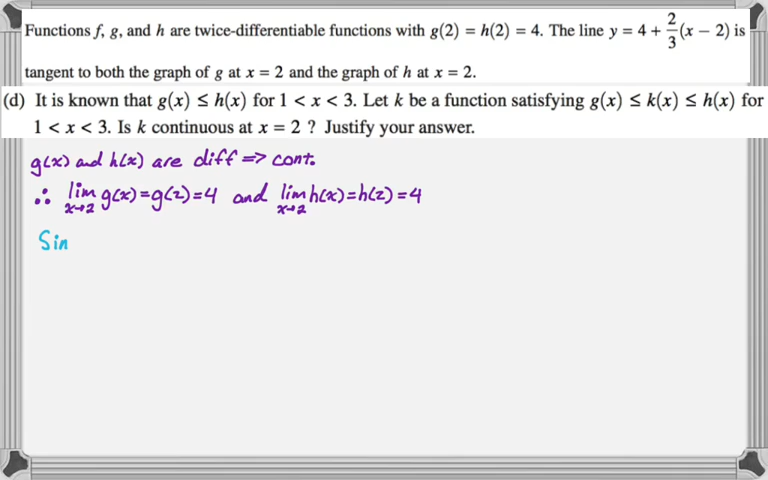 Functions f, g, and h are twice-differentiable functions with g(2) = h(2) = 4. The line y = 4 + 2/3(x − 2) is
tangent to both the graph of g at x = 2 and the graph of h at x = 2.
(d) It is known that g(x) ≤ h(x) for 1 < x < 3. Let k be a function satisfying g(x) ≤ k(x) ≤ h(x) for
1 < x < 3. Is k continuous at x = 2 ? Justify your answer.
g(x) and h(x) are diff => cont.
∴ lim x→2 g(x)=g(2)=4 and lim x→2 h(x)=h(2)=4
Sin